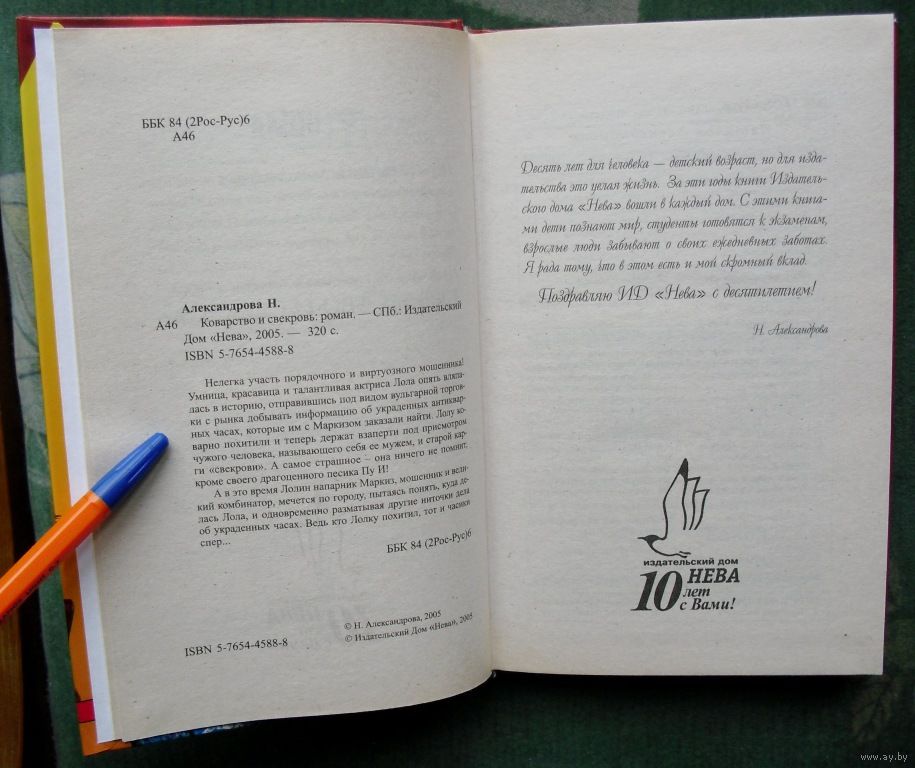 ББК 84 (2Рос-Рус)6
А46
Александрова Н.
А46 Коварство и свекровь: роман. — СПб.: Издательский
Дом «Нева», 2005. — 320 с.
ISBN 5-7654-4588-8
Нелегка участь порядочного и виртуозного мошенника!
Умница, красавица и талантливая актриса Лола опять вляпа-
лась в историю, отправившись под видом вульгарной торгов-
ки с рынка добывать информацию об украденных антиквар-
ных часах, которые им с Маркизом заказали найти. Лолу ко-
варно похитили и теперь держат взаперти под присмотром
чужого человека, называющего себя ее мужем, и старой кар-
ги «свекрови». А самое страшное – она ничего не помнит,
кроме своего драгоценного песика Пу И!
А в это время Лолин напарник Маркиз, мошенник и вели-
кий комбинатор, мечется по городу, пытаясь понять, куда де-
лась Лола, и одновременно разматывая другие ниточки дела
об украденных часах. Ведь кто Лолку похитил, тот и часики
спер...
ББК 84 (2Рос-Рус)6
© Н. Александрова, 2005
© Издательский Дом «Нева», 2005
ISBN 5-7654-4588-8
Десять лет для человека — детский возраст, но для изда-
тельства это целая жизнь. За эти годы книги Издатель-
ского дома «Нева» вошли в каждый дом. С этими книга-
ми дети познают мир, студенты готовятся к экзаменам,
взрослые люди забывают о своих ежедневных заботах.
Я рада тому, что в этом есть и мой скромный вклад.
Поздравляю ИД «Нева» с десятилетием!
Н. Александрова
издательский дом
НЕВА
10 лет
с Вами!
www.ay.by